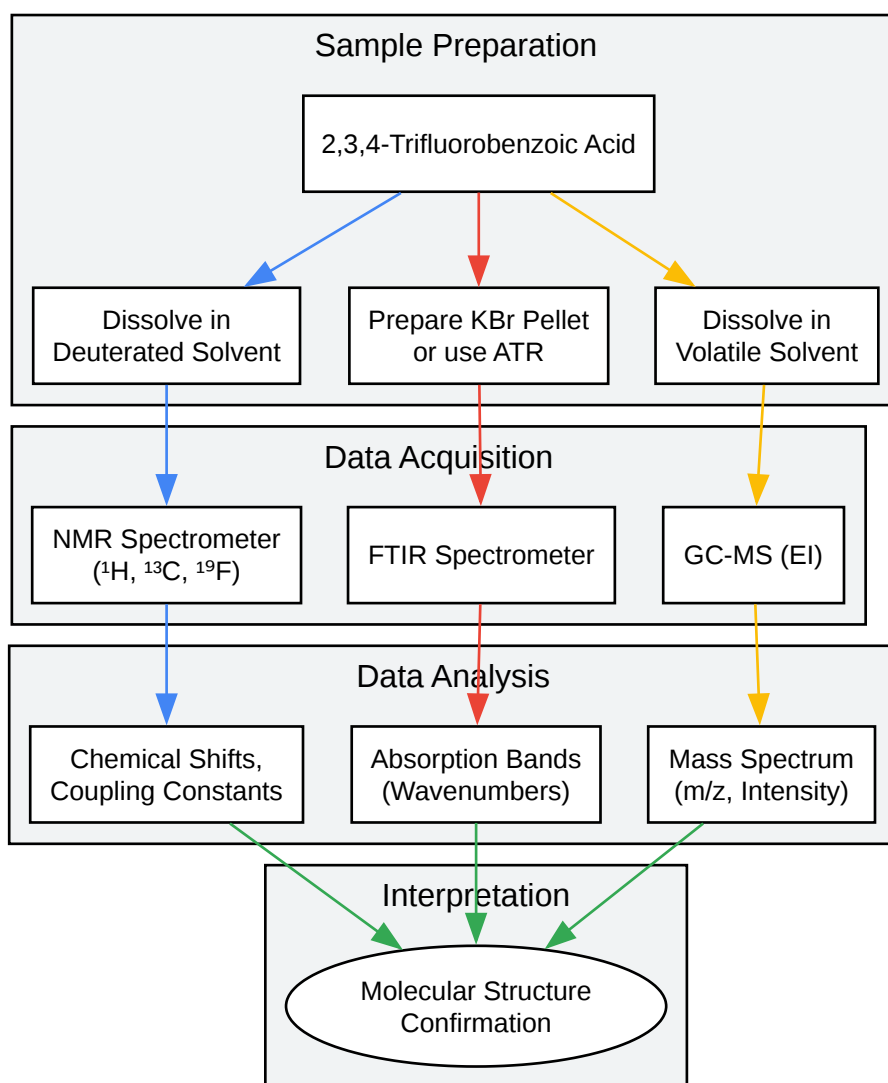 Sample Preparation
2,3,4-Trifluorobenzoic Acid
Dissolve in
Deuterated Solvent
Prepare KBr Pellet
or use ATR
Dissolve in
Volatile Solvent
Data Acquisition
NMR Spectrometer
(¹H, ¹³C, ¹⁹F)
FTIR Spectrometer
GC-MS (EI)
Data Analysis
Chemical Shifts,
Coupling Constants
Absorption Bands
(Wavenumbers)
Mass Spectrum
(m/z, Intensity)
Interpretation
Molecular Structure
Confirmation